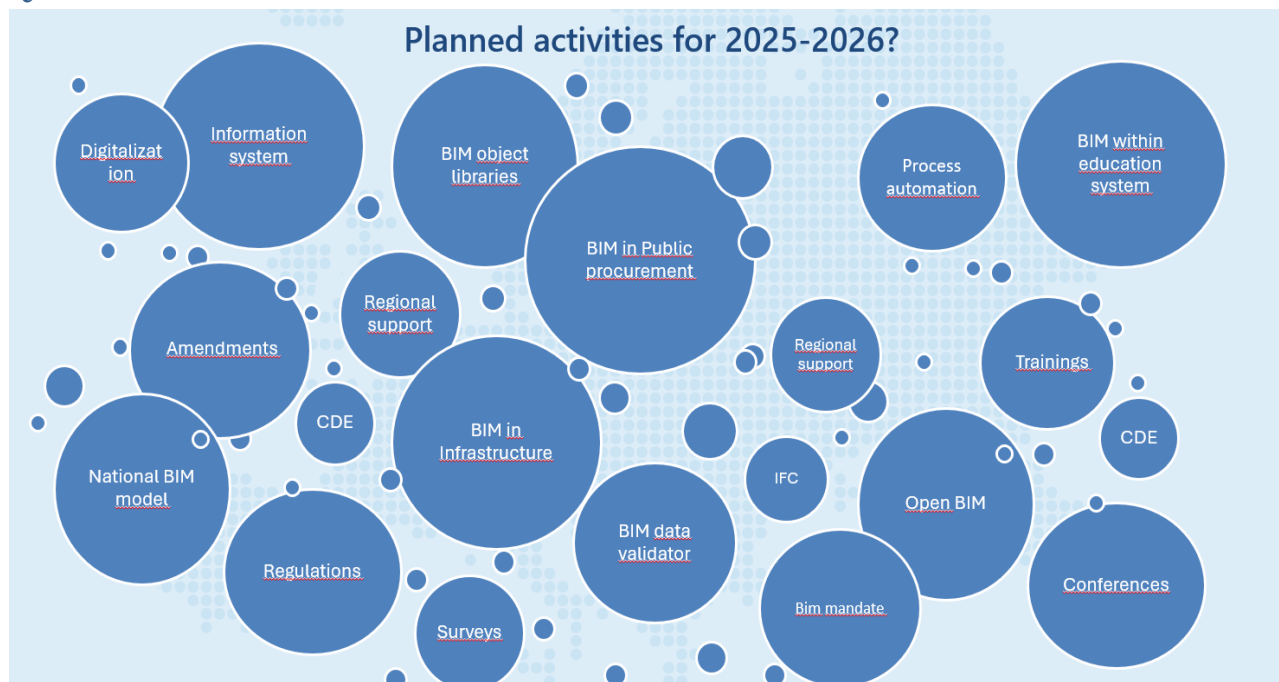 Planned activities for 2025-2026?
Digitalizat
ion
Information
system
BIM object
libraries
BIM in Public
procurement
Process
automation
BIM within
education
system
Amendments
Regional
support
Regional
support
Trainings
CDE
BIM in
Infrastructure
CDE
National BIM
model
IFC
Open BIM
BIM data
validator
Regulations
Bim mandate
Conferences
Surveys